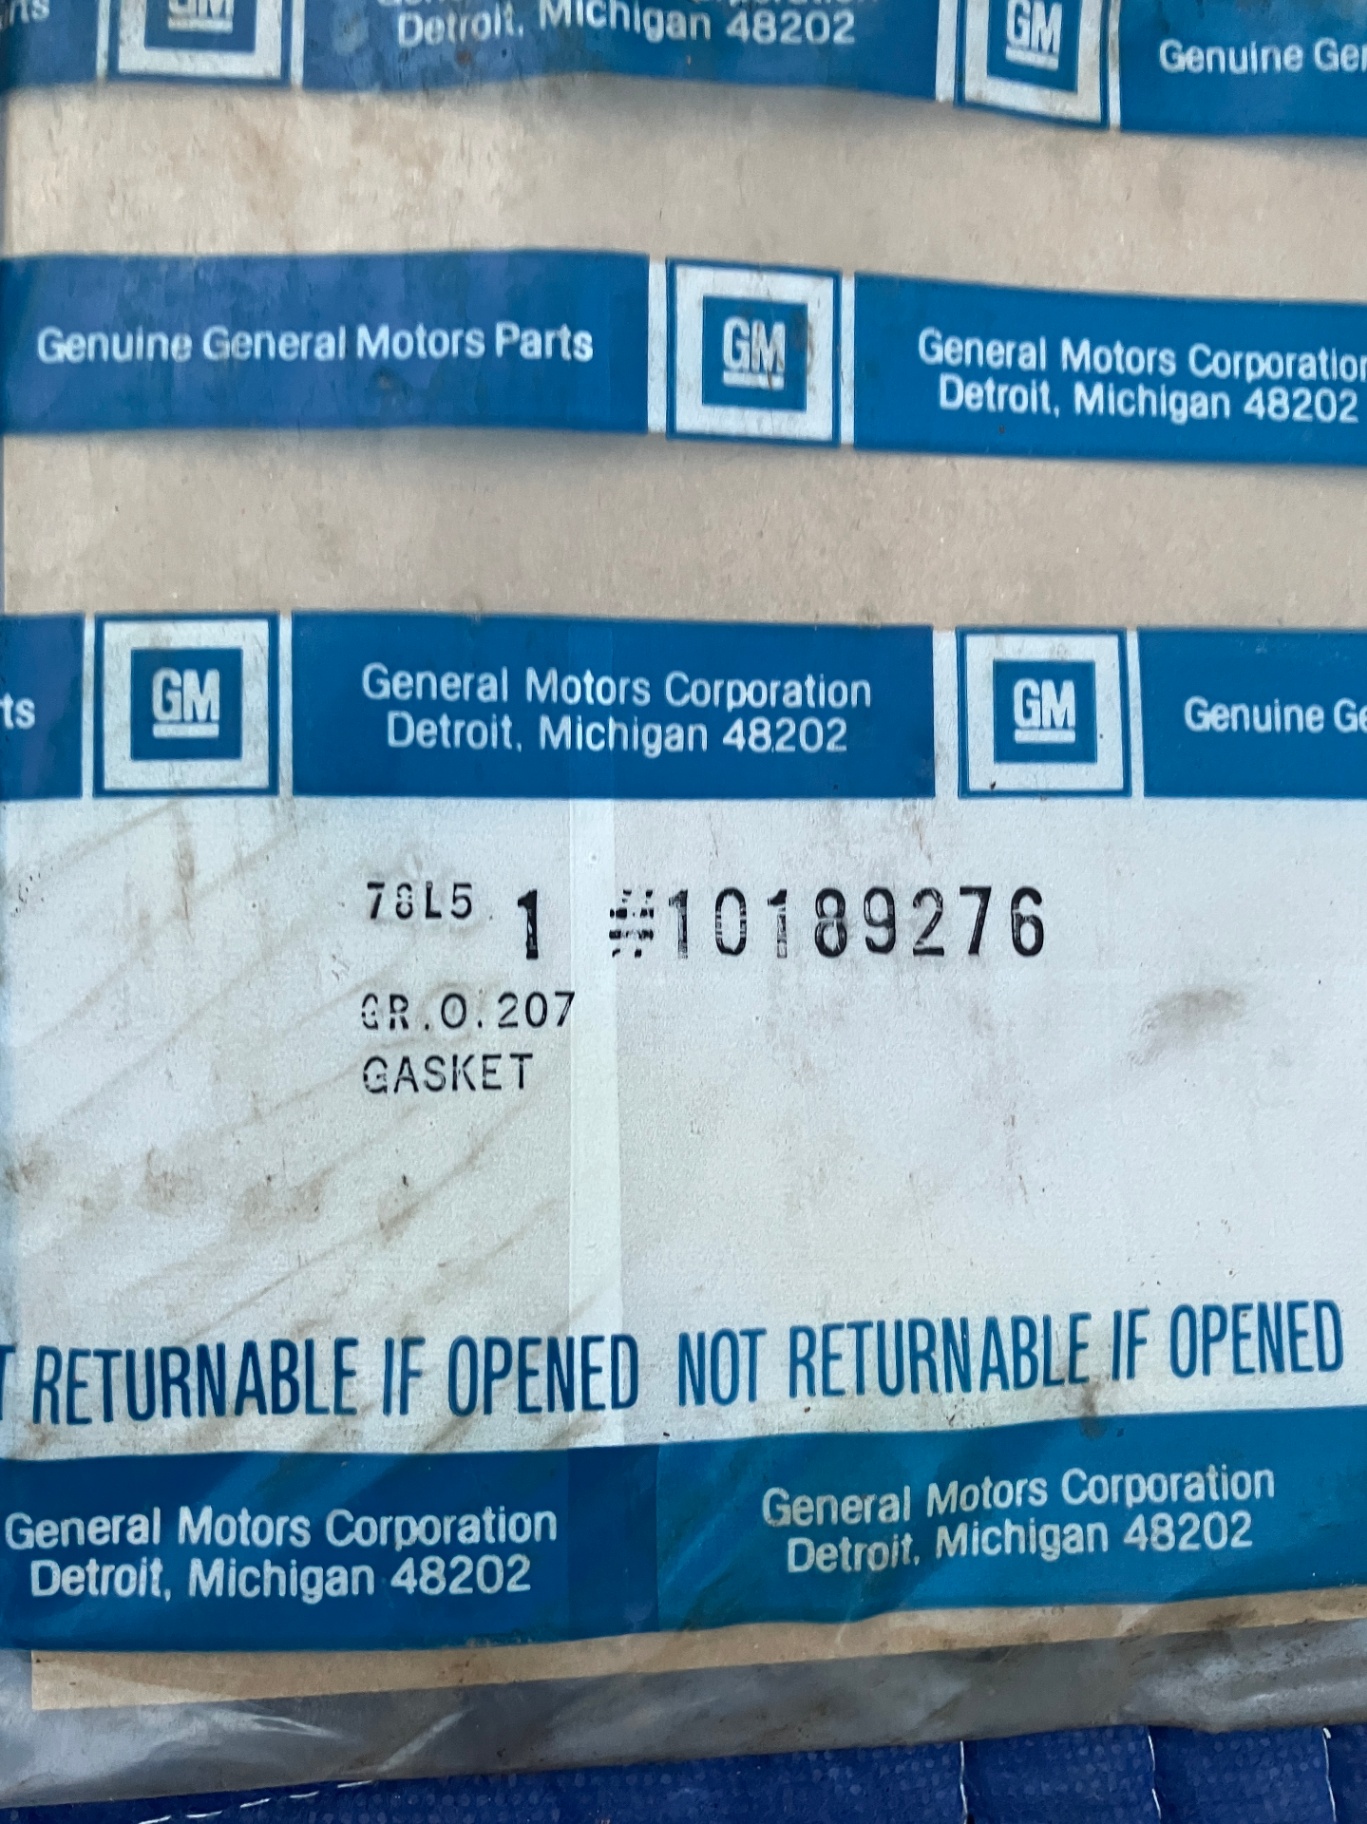 GM
Detroit, Michigan 48202
GM
Genuine
Genuine General Motors Parts
GM
General Motors Corporation
Detroit, Michigan 48202
GM
General Motors Corporation
Detroit, Michigan 48202
GM
Genuine
78L5 1 #10189276
GR.0.207
GASKET
RETURNABLE IF OPENED NOT RETURNABLE IF OPENED
General Motors Corporation
Detroit, Michigan 48202
General Motors Corporation
Detroit, Michigan 48202